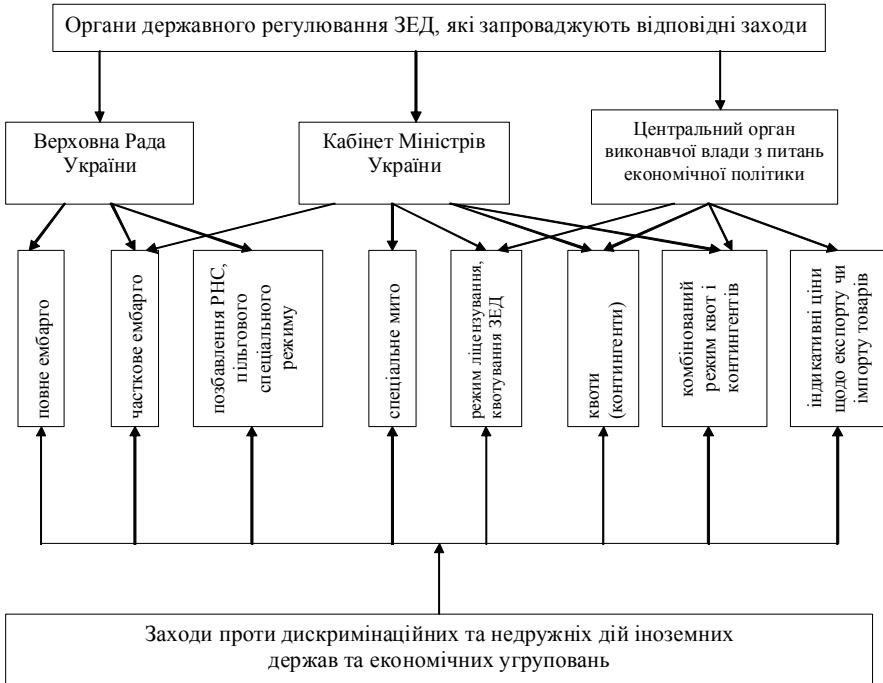 Органи державного регулювання ЗЕД, які запроваджують відповідні заходи
Верховна Рада
України
Кабінет Міністрів
України
Центральний орган
виконавчої влади з питань
економічної політики
повне ембарго
часткове ембарго
позбавлення РНС,
пільгового
спеціального
режиму
спеціальне мито
режим ліцензування,
квотування ЗЕД
квоти
(контингенти)
комбінований
режим квот і
контингентів
індикативні ціни
щодо експорту чи
імпорту товарів
Заходи проти дискримінаційних та недружніх дій іноземних
держав та економічних угруповань